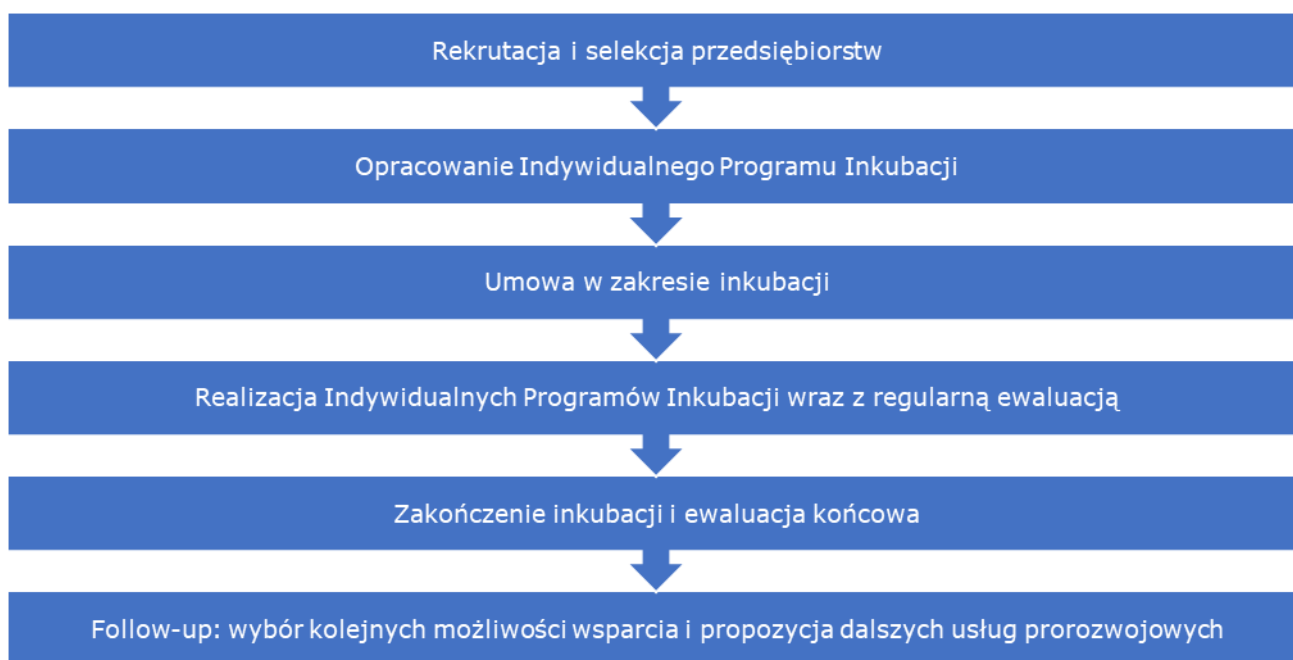 Rekrutacja i selekcja przedsiębiorstw
Opracowanie Indywidualnego Programu Inkubacji
Umowa w zakresie inkubacji
Realizacja Indywidualnych Programów Inkubacji wraz z regularną ewaluacją
Zakończenie inkubacji i ewaluacja końcowa
Follow-up: wybór kolejnych możliwości wsparcia i propozycja dalszych usług prorozwojowych